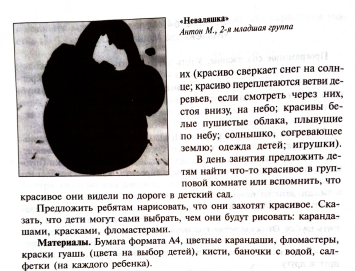 «Неваляшка»
Антон М., 2-я младшая группа
их (красиво сверкает снег на солн-
це; красиво переплетаются ветви де-
ревьев, если смотреть через них,
стоя внизу, на небо; красивы бе-
лые пушистые облака, плывущие
по небу; солнышко, согревающее
землю; одежда детей; игрушки).
В день занятия предложить де-
тям найти что-то красивое в груп-
повой комнате или вспомнить, что
красивое они видели по дороге в детский сад.
Предложить ребятам нарисовать, что они захотят красивое. Ска-
зать, что дети могут сами выбрать, чем они будут рисовать: каранда-
шами, красками, фломастерами.
Материалы. Бумага формата А4, цветные карандаши, фломастеры,
краски гуашь (цвета на выбор детей), кисти, баночки с водой, сал-
фетки (на каждого ребенка).